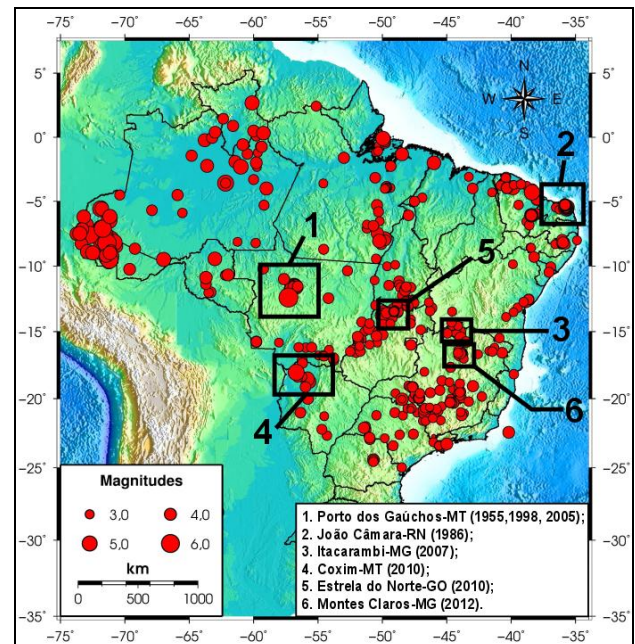 −75° −70° −65° −60° −55° −50° −45° −40° −35°
5°
0°
−5°
−10°
−15°
−20°
−25°
−30°
−35°
N
W E
S
2
1
5
3
6
4
Magnitudes
3,0 4,0
5,0 6,0
km
0 500 1000
1. Porto dos Gaúchos-MT (1955,1998, 2005);
2. João Câmara-RN (1986);
3. Itacarambi-MG (2007);
4. Coxim-MT (2010);
5. Estrela do Norte-GO (2010);
6. Montes Claros-MG (2012).
5°
0°
−5°
−10°
−15°
−20°
−25°
−30°
−35°
−75° −70° −65° −60° −55° −50° −45° −40° −35°